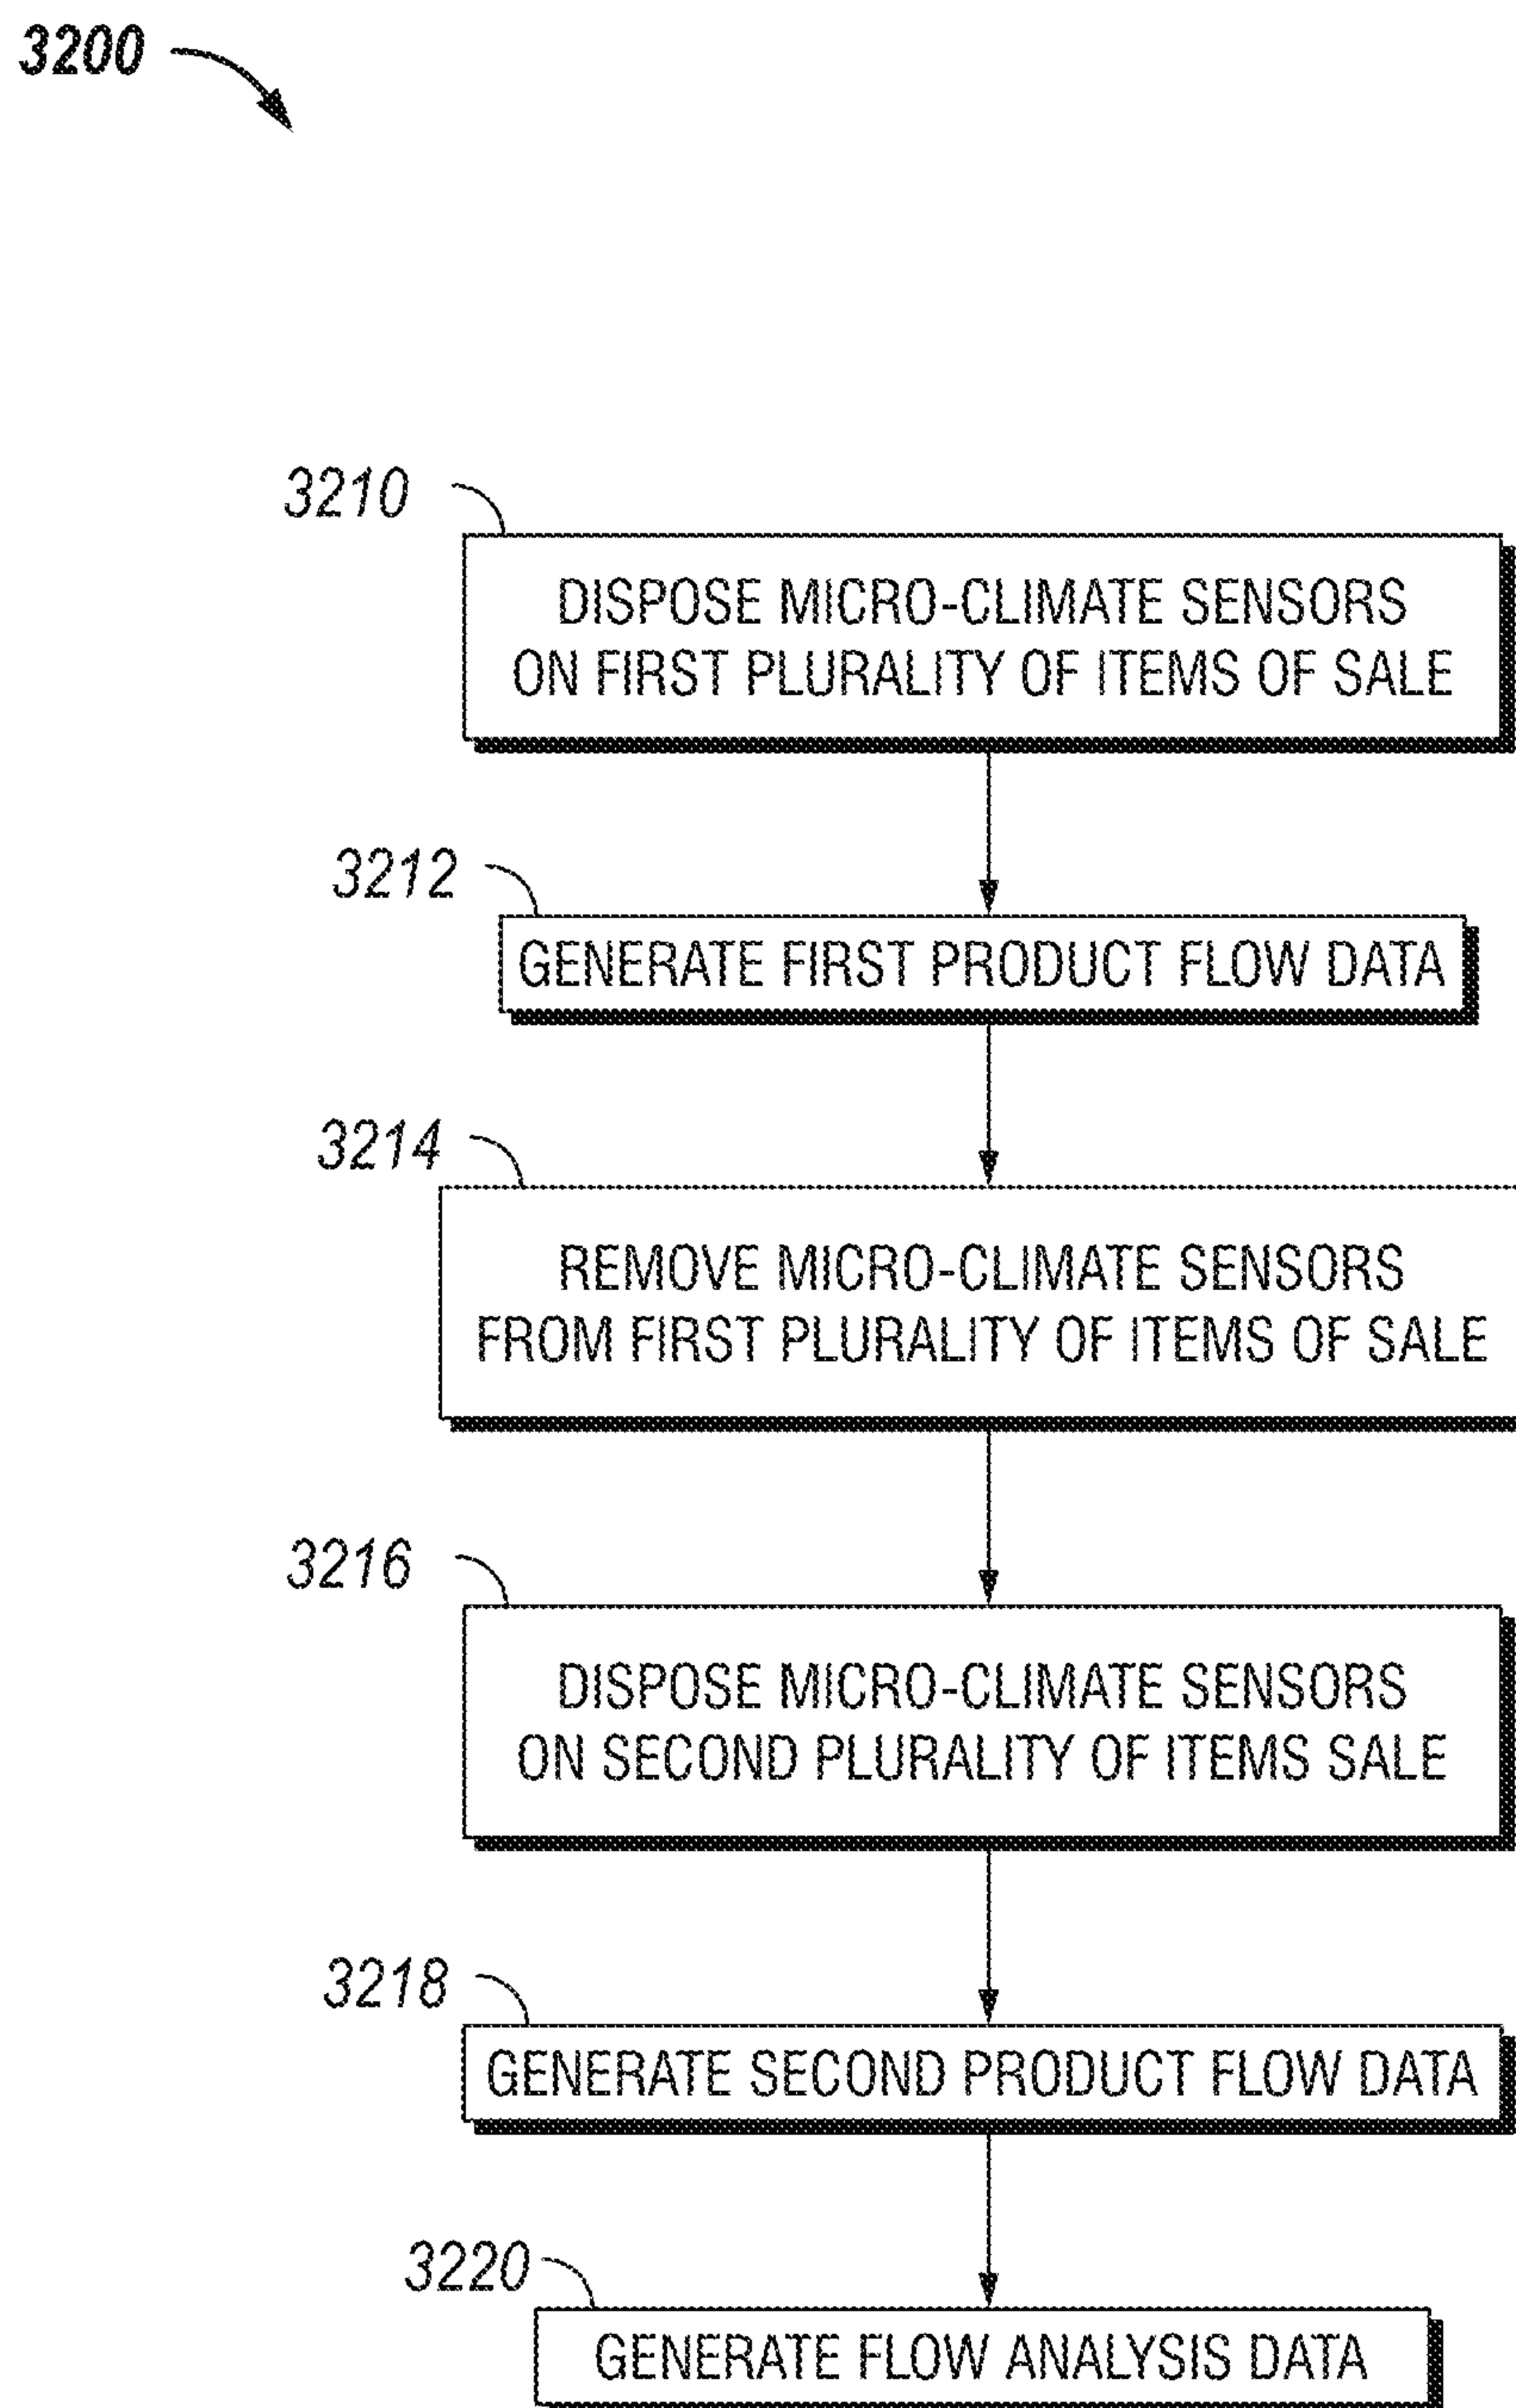 3200
3210
DISPOSE MICRO-CLIMATE SENSORS
ON FIRST PLURALITY OF ITEMS OF SALE
3212
GENERATE FIRST PRODUCT FLOW DATA
3214
REMOVE MICRO-CLIMATE SENSORS
FROM FIRST PLURALITY OF ITEMS OF SALE
3216
DISPOSE MICRO-CLIMATE SENSORS
ON SECOND PLURALITY OF ITEMS SALE
3218
GENERATE SECOND PRODUCT FLOW DATA
3220
GENERATE FLOW ANALYSIS DATA